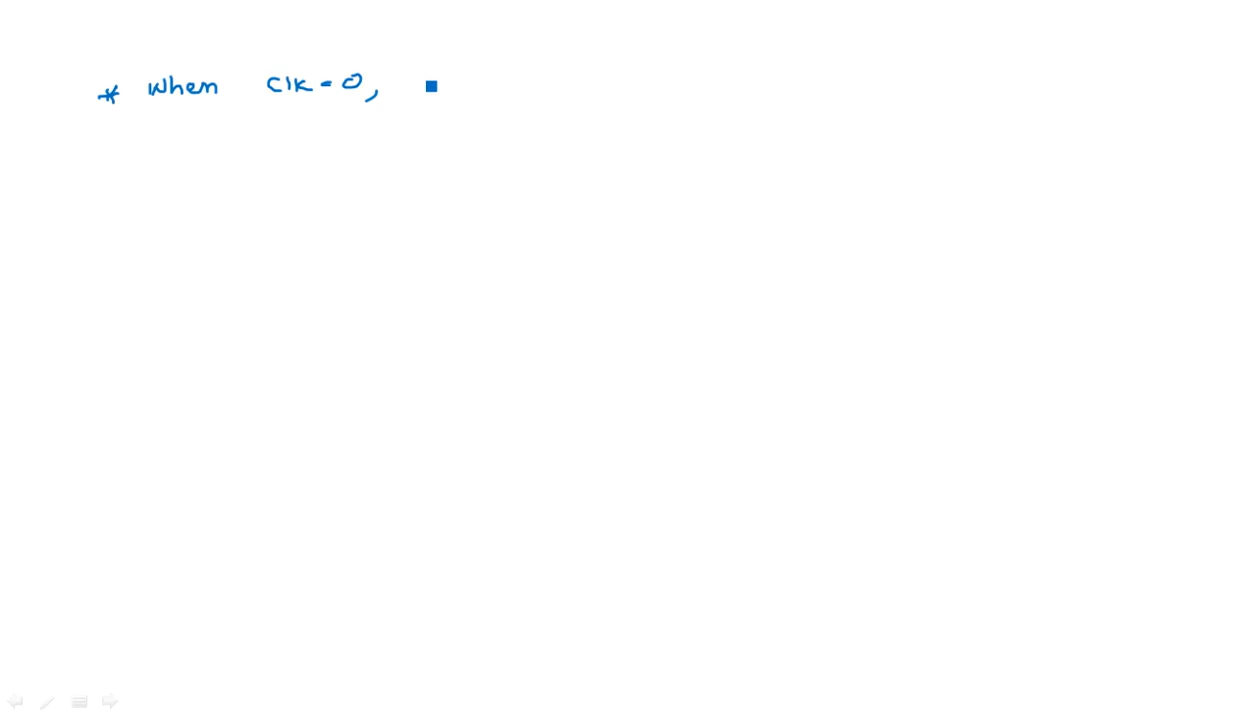 * When Clk = 0,